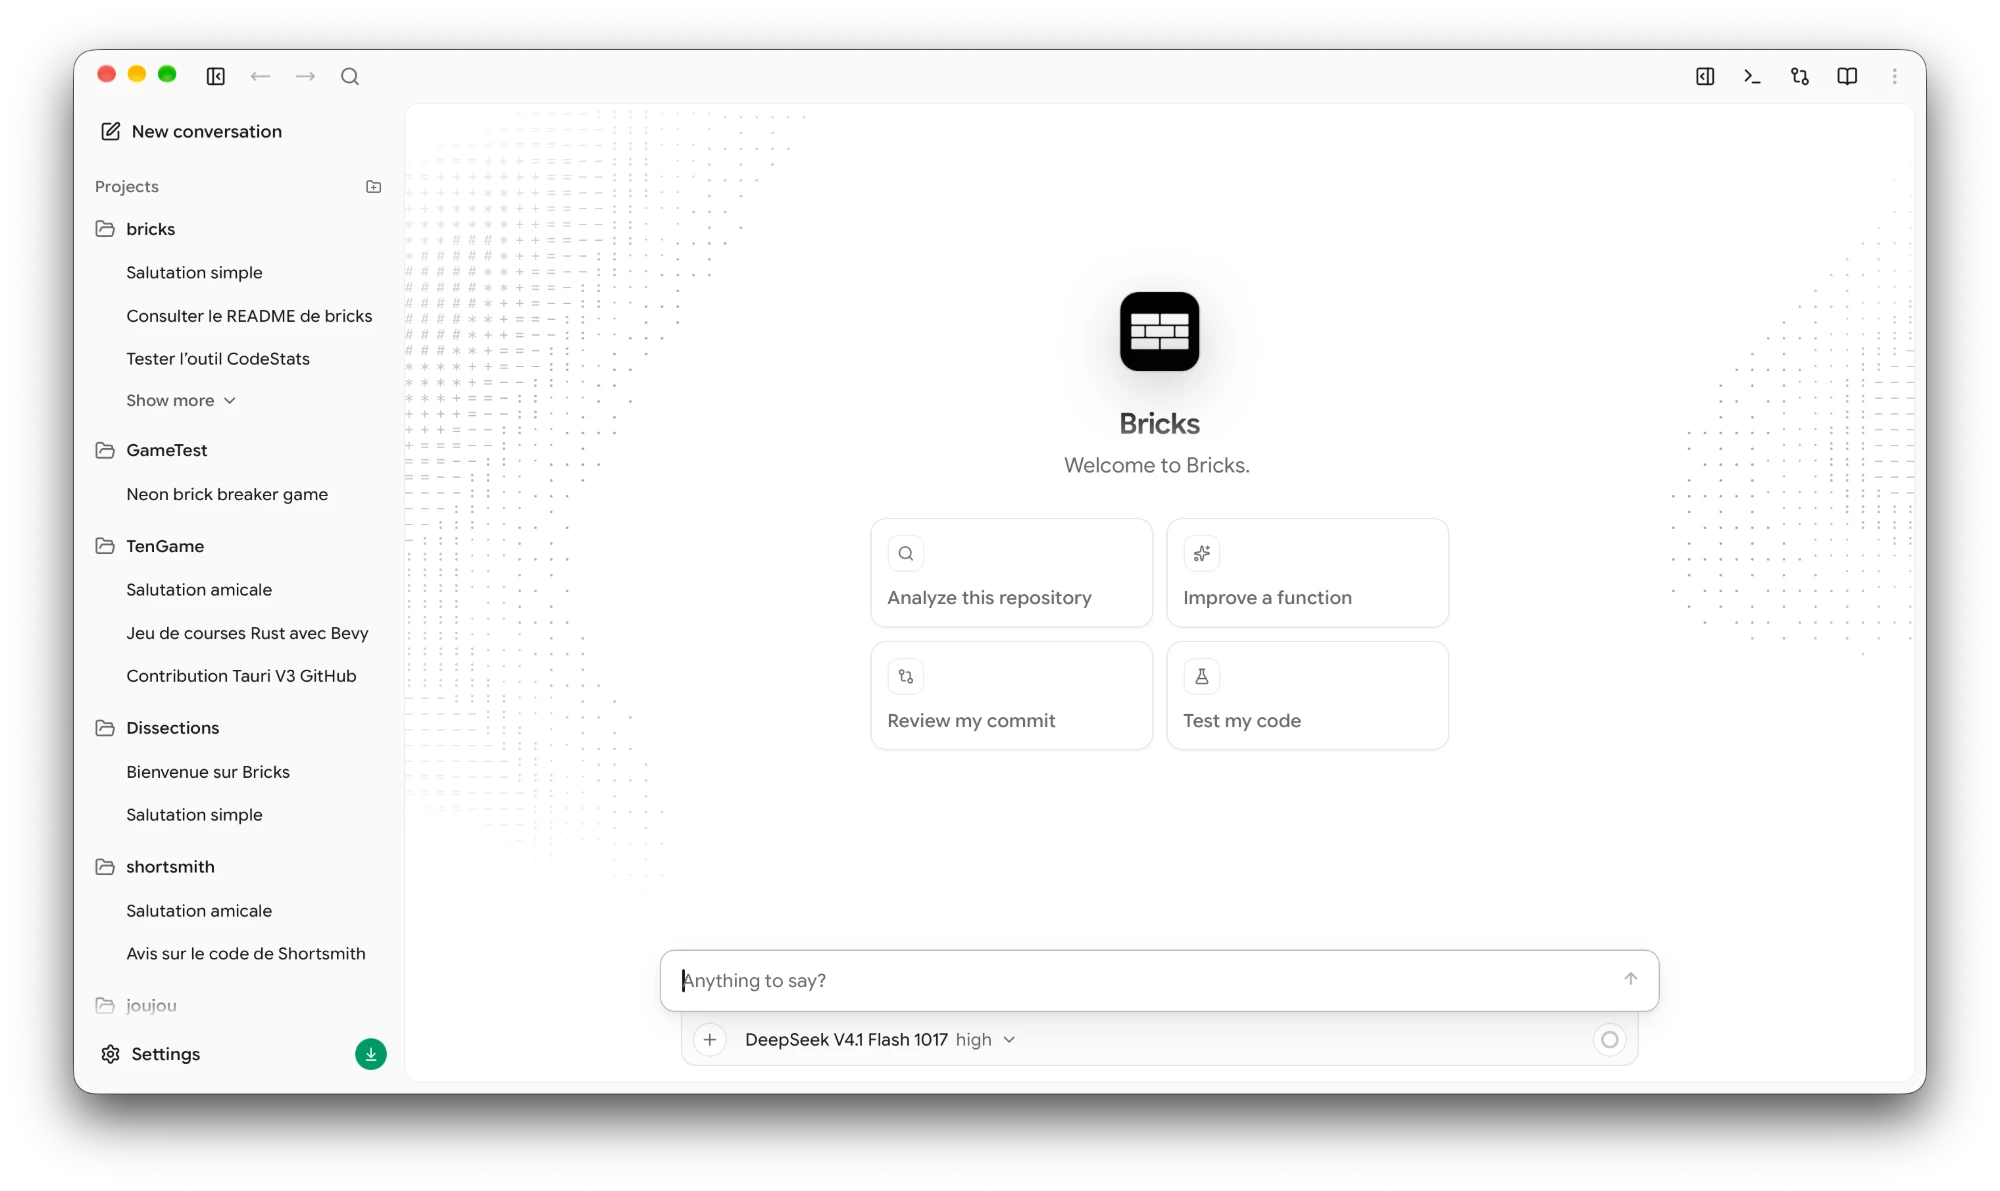 New conversation
Projects
bricks
Salutation simple
Consulter le README de bricks
Tester l’outil CodeStats
Show more
GameTest
Neon brick breaker game
TenGame
Salutation amicale
Jeu de courses Rust avec Bevy
Contribution Tauri V3 GitHub
Dissections
Bienvenue sur Bricks
Salutation simple
shortsmith
Salutation amicale
Avis sur le code de Shortsmith
joujou
Settings
Bricks
Welcome to Bricks.
Analyze this repository
Improve a function
Review my commit
Test my code
Anything to say?
DeepSeek V4.1 Flash 1017 high